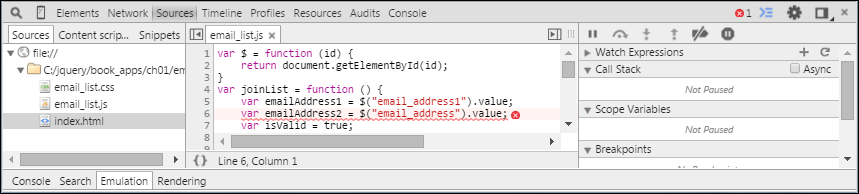 Elements Network Sources Timeline Profiles Resources Audits Console 1
Sources Content scrip... Snippets email_list.js ×
file://
C:/jquery/book_apps/ch01/em
email_list.css
email_list.js
index.html
1 var $ = function (id) {
2 return document.getElementById(id);
3 }
4 var joinList = function () {
5 var emailAddress1 = $("email_address1").value;
6 var emailAddress2 = $("email_address").value;
7 var isValid = true;
{} Line 6, Column 1
Watch Expressions
Call Stack Async
Not Paused
Scope Variables
Not Paused
Breakpoints
Console Search Emulation Rendering